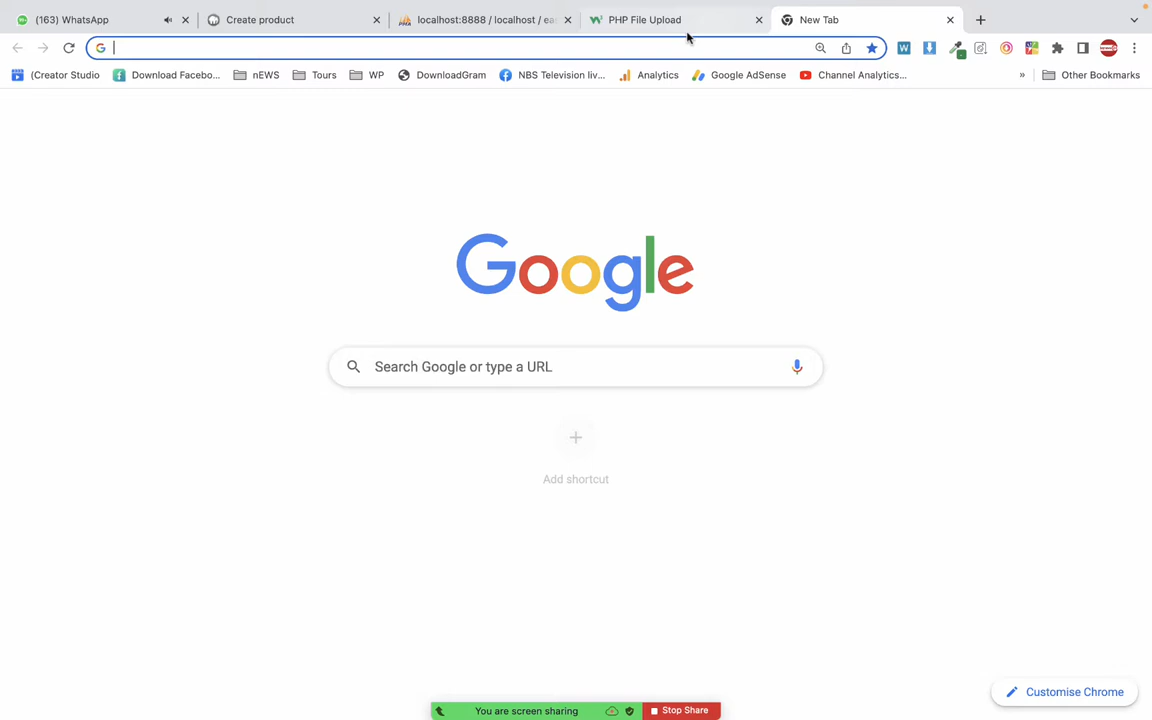 (163) WhatsApp Create product localhost:8888 / localhost / eas PHP File Upload New Tab
(Creator Studio Download Facebo... nEWS Tours WP DownloadGram NBS Television liv... Analytics Google AdSense Channel Analytics... » Other Bookmarks
Google
Search Google or type a URL
Add shortcut
Customise Chrome
You are screen sharing Stop Share